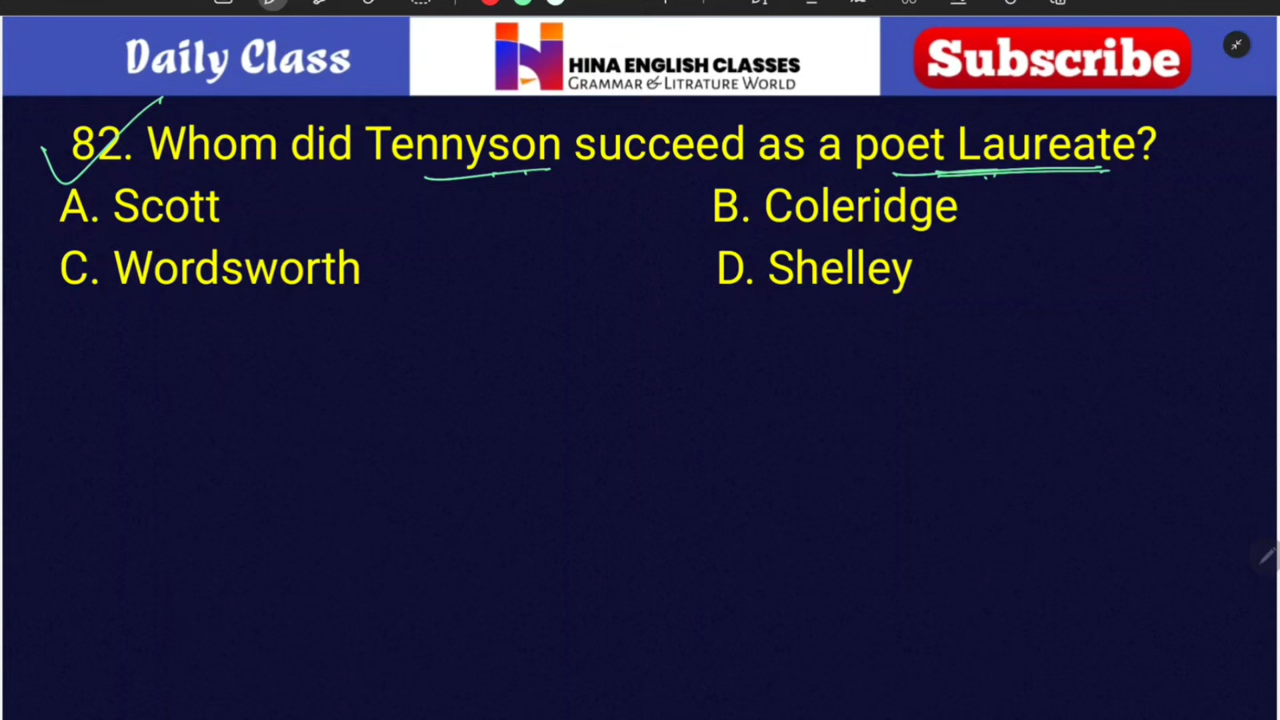 Daily Class
HINA ENGLISH CLASSES
GRAMMAR & LITRATURE WORLD
Subscribe
82. Whom did Tennyson succeed as a poet Laureate?
A. Scott
B. Coleridge
C. Wordsworth
D. Shelley